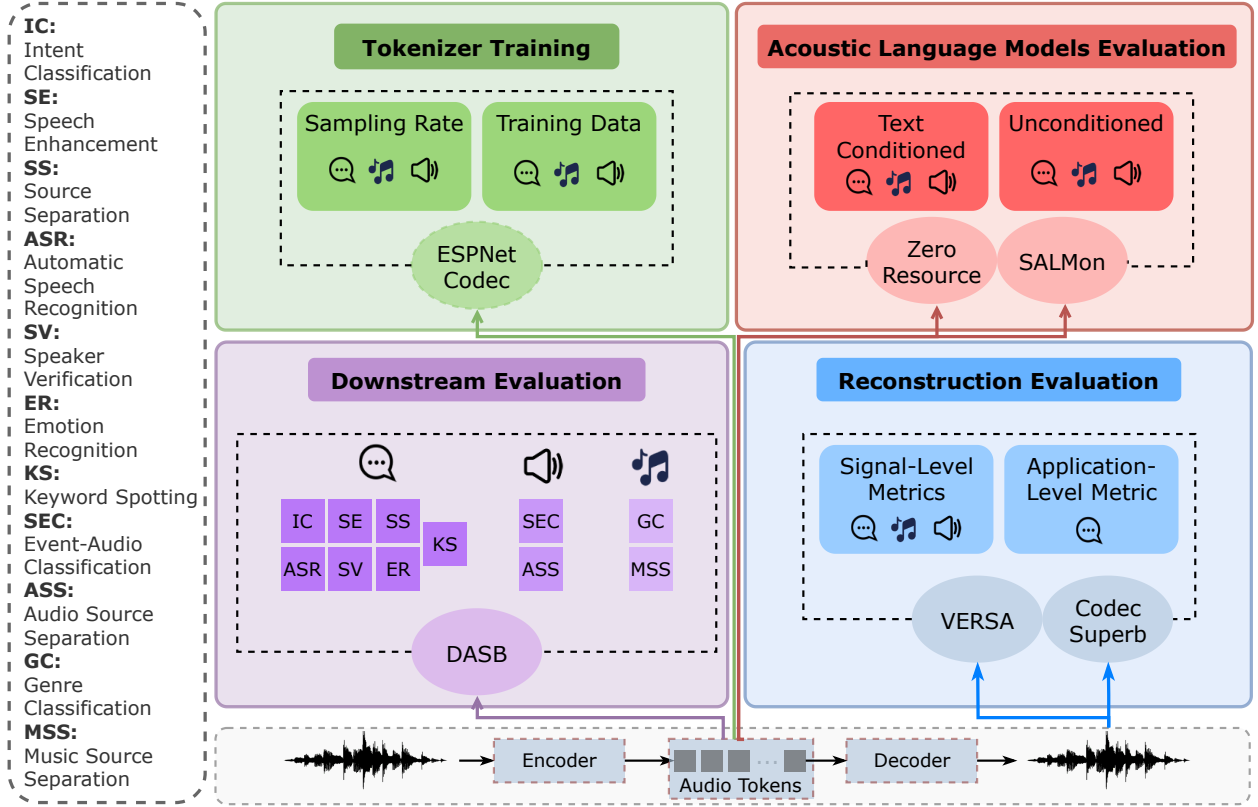 IC:
Intent
Classification
SE:
Speech
Enhancement
SS:
Source
Separation
ASR:
Automatic
Speech
Recognition
SV:
Speaker
Verification
ER:
Emotion
Recognition
KS:
Keyword Spotting
SEC:
Event-Audio
Classification
ASS:
Audio Source
Separation
GC:
Genre
Classification
MSS:
Music Source
Separation
Tokenizer Training
Sampling Rate
Training Data
ESPNet
Codec
Acoustic Language Models Evaluation
Text
Conditioned
Unconditioned
Zero
Resource
SALMon
Downstream Evaluation
IC SE SS
KS
ASR SV ER
SEC
ASS
GC
MSS
DASB
Reconstruction Evaluation
Signal-Level
Metrics
Application-
Level Metric
VERSA
Codec
Superb
Encoder
Audio Tokens
Decoder